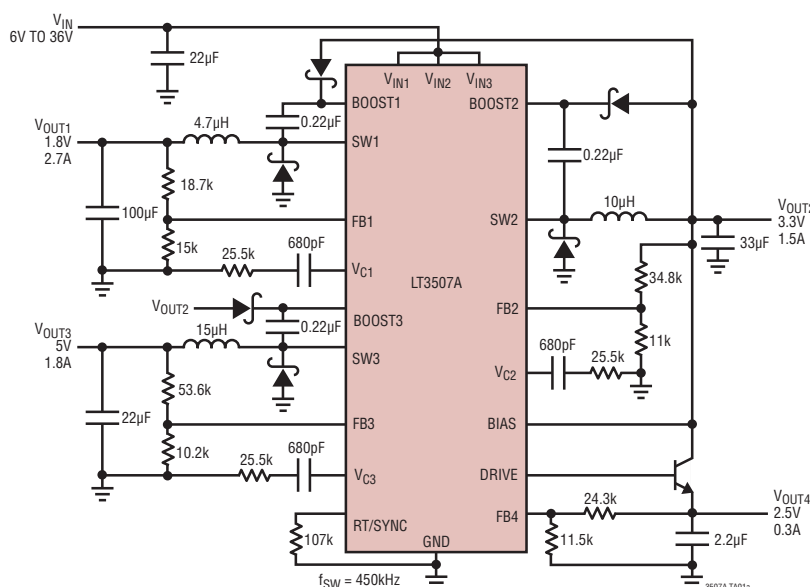 VIN
6V TO 36V
22µF
VIN1
VIN2
VIN3
BOOST1
BOOST2
0.22µF
0.22µF
VOUT1
1.8V
2.7A
4.7µH
SW1
18.7k
100µF
FB1
15k
25.5k
680pF
VC1
LT3507A
SW2
10µH
3.3V
1.5A
33µF
34.8k
FB2
11k
680pF
25.5k
VC2
VOUT2
BOOST3
0.22µF
VOUT3
5V
1.8A
15µH
SW3
53.6k
22µF
FB3
10.2k
25.5k
680pF
VC3
BIAS
DRIVE
24.3k
FB4
11.5k
VOUT4
2.5V
0.3A
2.2µF
RT/SYNC
107k
GND
fSW = 450kHz
3507A TA01a